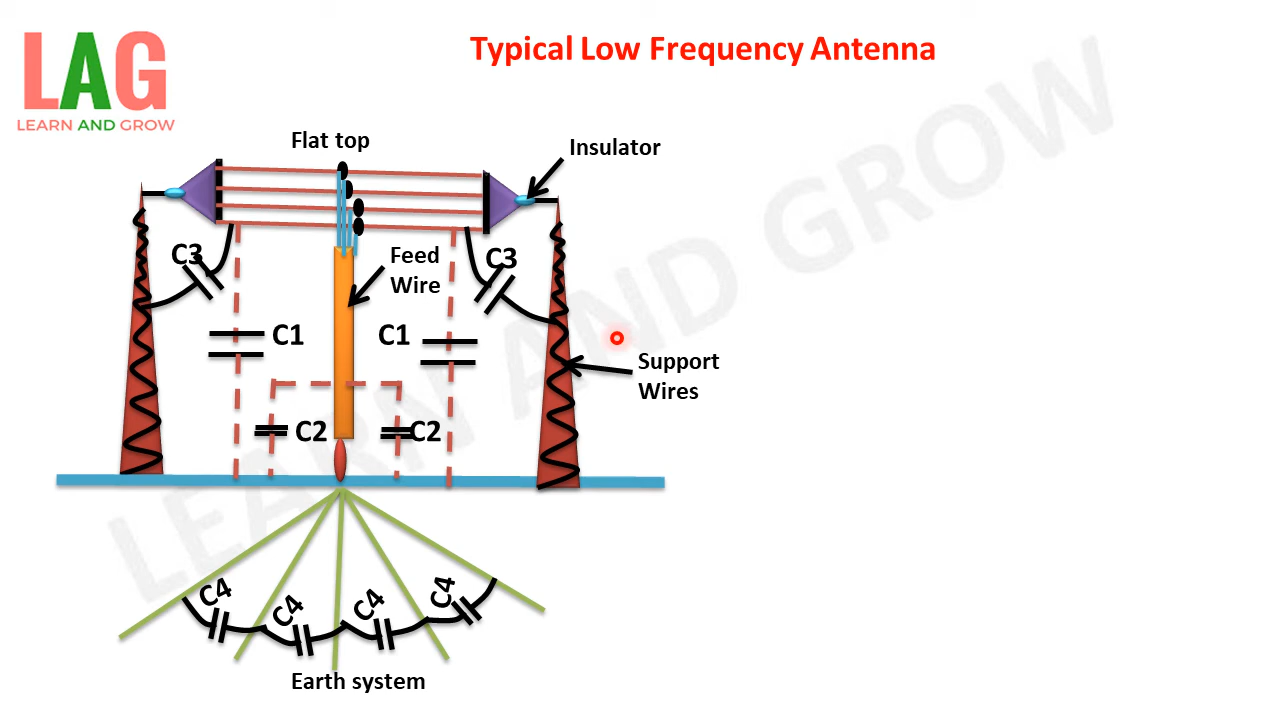 LAG
LEARN AND GROW
Typical Low Frequency Antenna
Flat top
Insulator
C3
Feed
Wire
C3
C1
C1
Support
Wires
C2
C2
C4
C4
C4
C4
Earth system
LEARN AND GROW